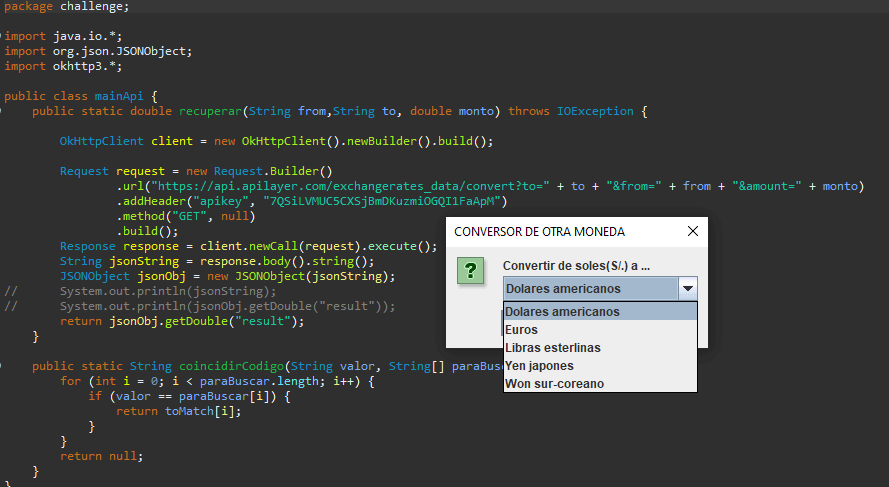 package challenge;
import java.io.*;
import org.json.JSONObject;
import okhttp3.*;
public class mainApi {
public static double recuperar(String from,String to, double monto) throws IOException {
OkHttpClient client = new OkHttpClient().newBuilder().build();
Request request = new Request.Builder()
.url("https://api.apilayer.com/exchangerates_data/convert?to=" + to + "&from=" + from + "&amount=" + monto)
.addHeader("apikey", "7QSiLVMUC5CXSjBmDKuzmiOGQI1FaApM")
.method("GET", null)
.build();
Response response = client.newCall(request).execute();
String jsonString = response.body().string();
JSONObject jsonObj = new JSONObject(jsonString);
// System.out.println(jsonString);
// System.out.println(jsonObj.getDouble("result"));
return jsonObj.getDouble("result");
}
public static String coincidirCodigo(String valor, String[] paraBusc
for (int i = 0; i < paraBuscar.length; i++) {
if (valor == paraBuscar[i]) {
return toMatch[i];
}
}
return null;
}
}
CONVERSOR DE OTRA MONEDA
Convertir de soles(S/.) a ...
Dolares americanos
Dolares americanos
Euros
Libras esterlinas
Yen japones
Won sur-coreano